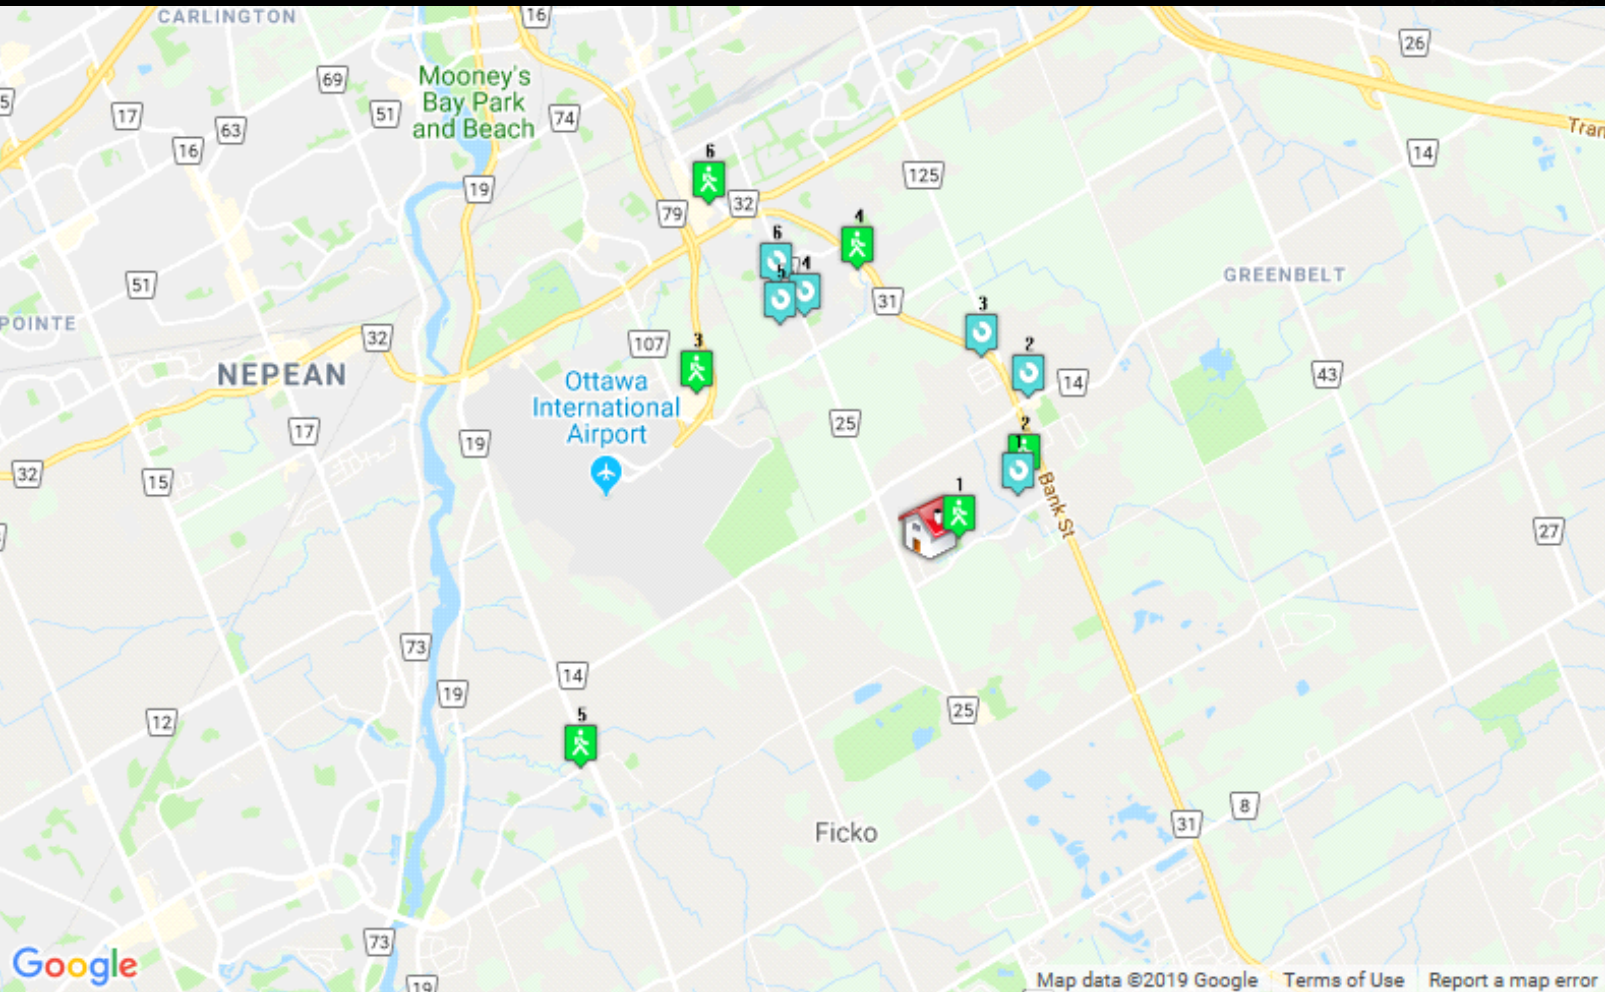 CARLINGTON
16
26
69
Mooney's
Bay Park
and Beach
51
17
74
63
16
Tran
14
6
125
19
32
79
4
6
51
GREENBELT
4
5
31
3
POINTE
32
107
3
2
NEPEAN
43
14
Ottawa
International
Airport
25
17
2
19
1
32
15
Bank St
1
27
73
14
19
25
12
5
8
31
Ficko
73
19
Google
Map data ©2019 Google
Terms of Use
Report a map error